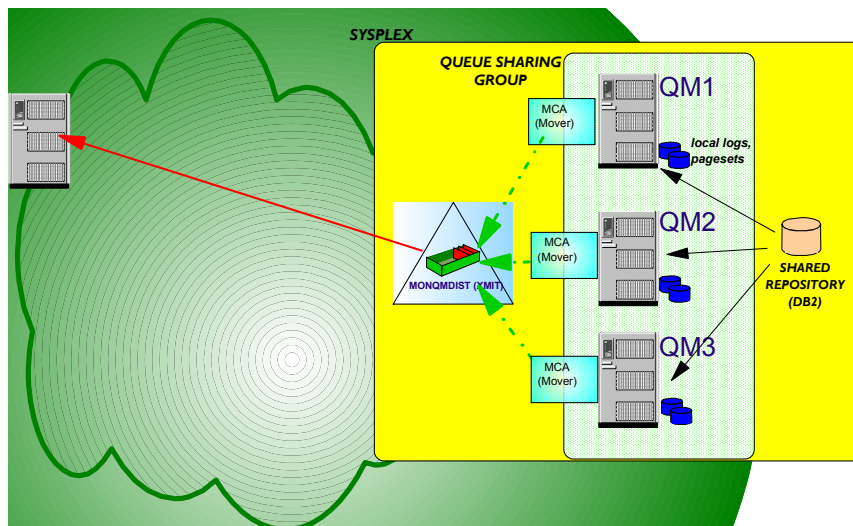 SYSPLEX
QUEUE SHARING
GROUP
MCA
(Mover)
QM1
local logs,
pagesets
MCA
(Mover)
QM2
MONQMDIST (XMIT)
SHARED
REPOSITORY
(DB2)
MCA
(Mover)
QM3